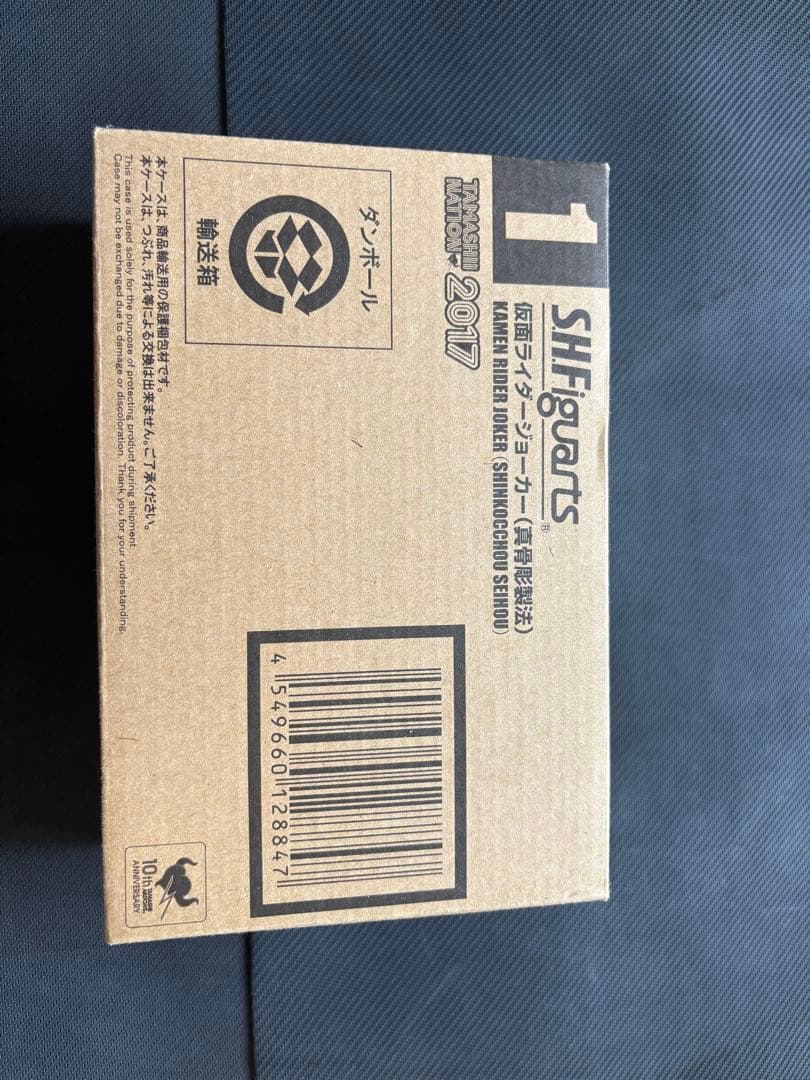 1
S.H.Figuarts®
仮面ライダージョーカー(真骨彫製法)
KAMEN RIDER JOKER (SHINKOCCHOU SEIHOU)
TAMASHII NATION 2017
ダンボール
輸送箱
本ケースは、商品輸送用の保護梱包材です。
本ケースは、つぶれ、汚れ等による交換は出来ません。ご了承ください。
This case is used solely for the purpose of protecting product during shipment.
Case may not be exchanged due to damage or discoloration. Thank you for your understanding.
4 549660 128847
10th TAMASHII NATIONS
ANNIVERSARY